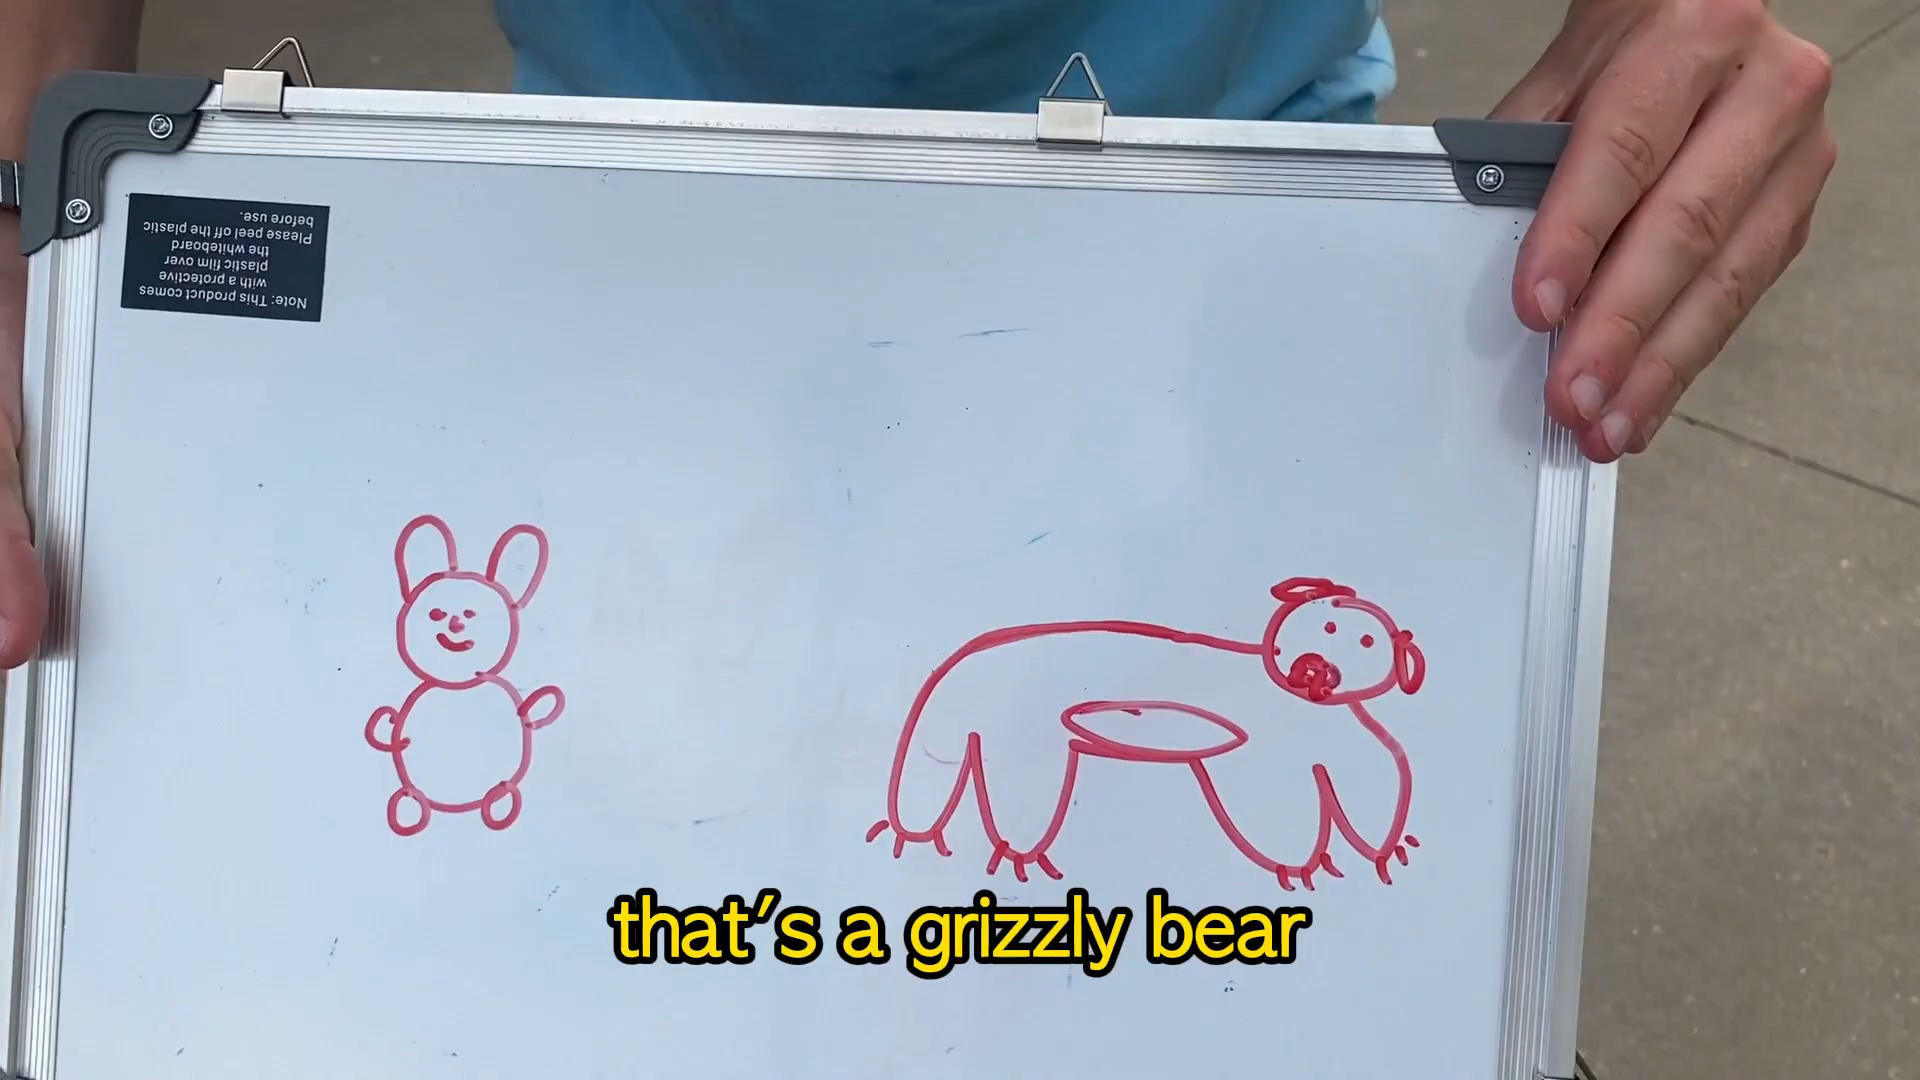 Note: This product comes
with a protective
plastic film over
the whiteboard
Please peel off the plastic
before use.
that's a grizzly bear